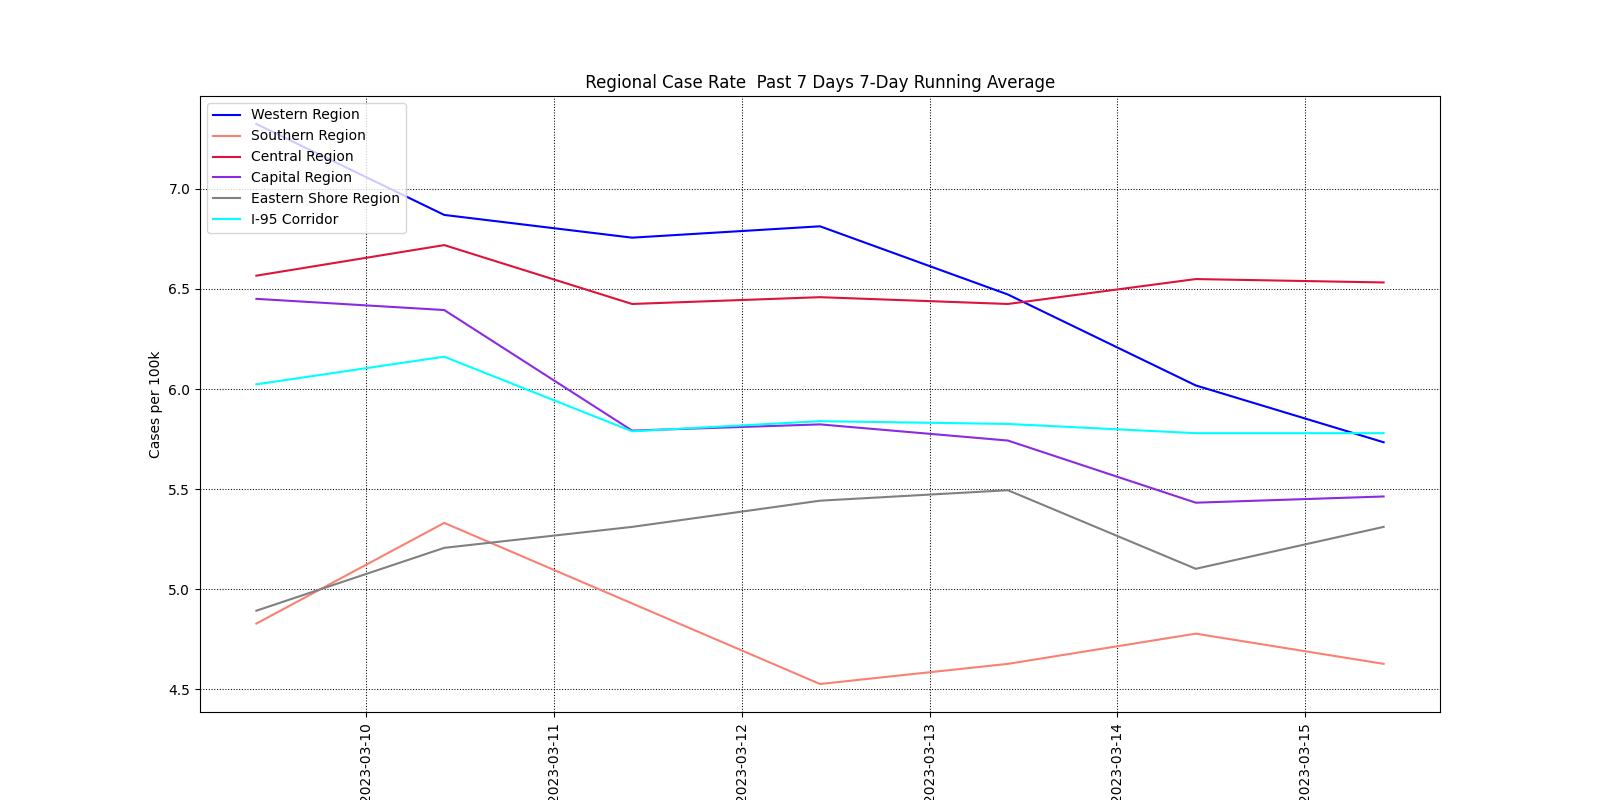 Regional Case Rate  Past 7 Days 7-Day Running Average
Western Region
Southern Region
Central Region
Capital Region
Eastern Shore Region
I-95 Corridor
Cases per 100k
7.0
6.5
6.0
5.5
5.0
4.5
2023-03-10
2023-03-11
2023-03-12
2023-03-13
2023-03-14
2023-03-15